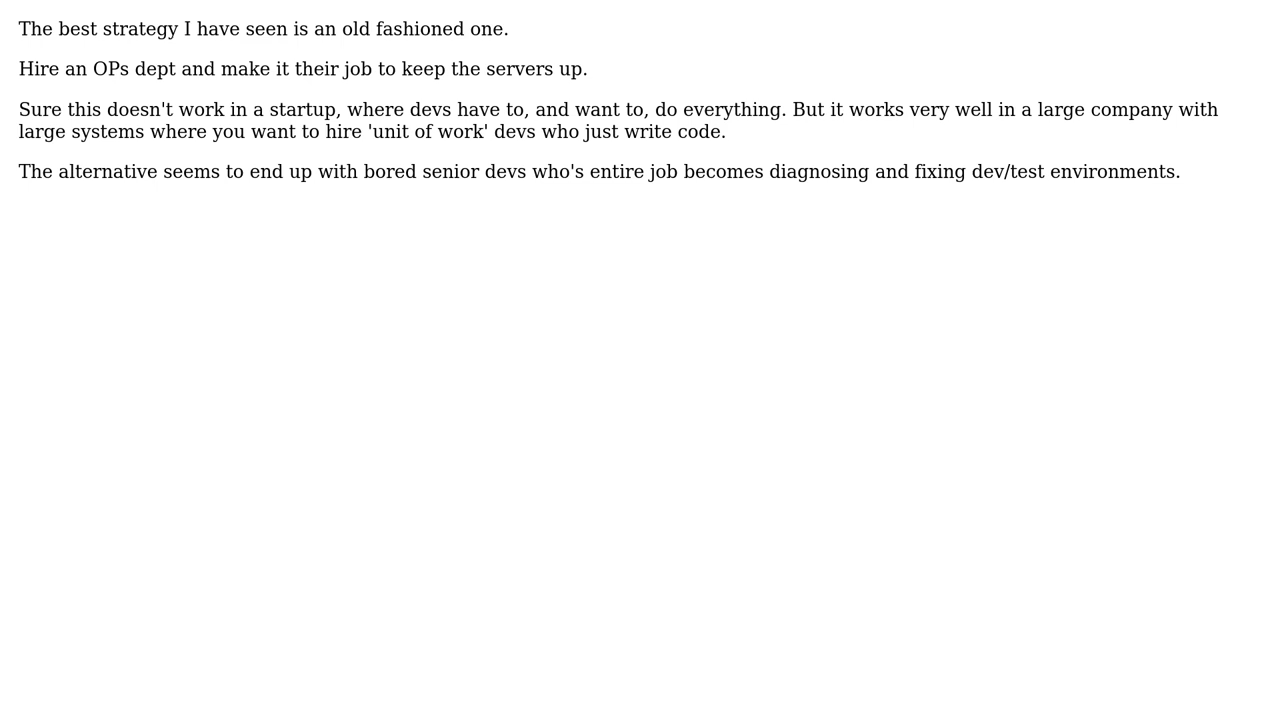 The best strategy I have seen is an old fashioned one.
Hire an OPs dept and make it their job to keep the servers up.
Sure this doesn't work in a startup, where devs have to, and want to, do everything. But it works very well in a large company with
large systems where you want to hire 'unit of work' devs who just write code.
The alternative seems to end up with bored senior devs who's entire job becomes diagnosing and fixing dev/test environments.